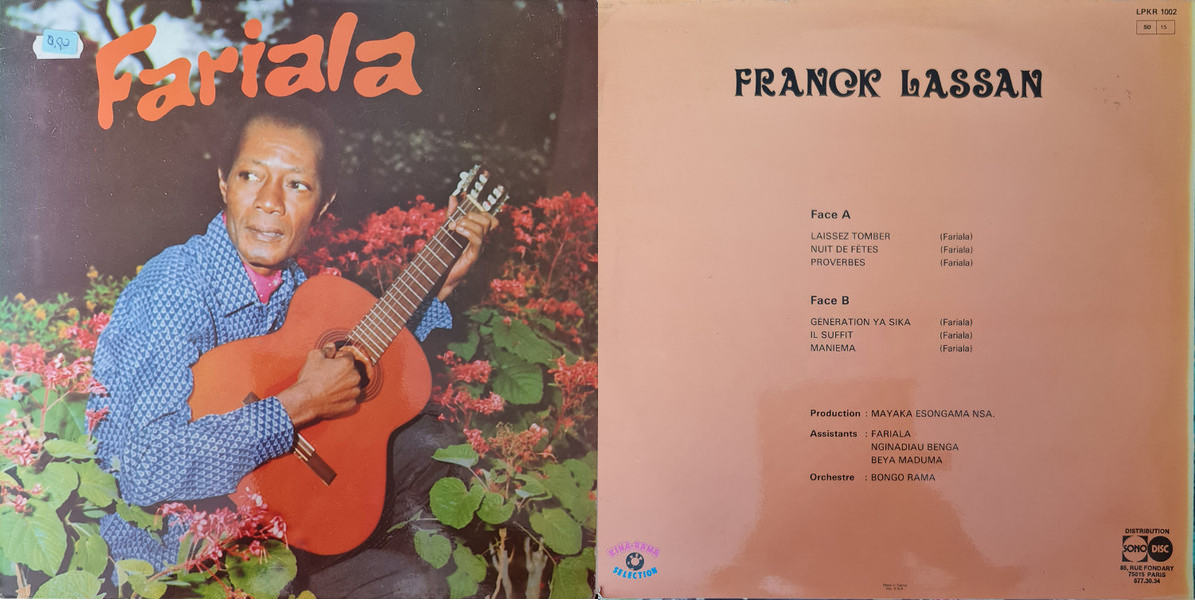 0,90
Fariala
LPKR 1002
SD 15
FRANCK LASSAN
Face A
LAISSEZ TOMBER (Fariala)
NUIT DE FÊTES (Fariala)
PROVERBES (Fariala)
Face B
GENERATION YA SIKA (Fariala)
IL SUFFIT (Fariala)
MANIEMA (Fariala)
Production : MAYAKA ESONGAMA NSA.
Assistants : FARIALA
NGINADIAU BENGA
BEYA MADUMA
Orchestre : BONGO RAMA
KINA-RAMA
SELECTION
DISTRIBUTION
SONO DISC
85, RUE FONDARY
75015 PARIS
577.30.34